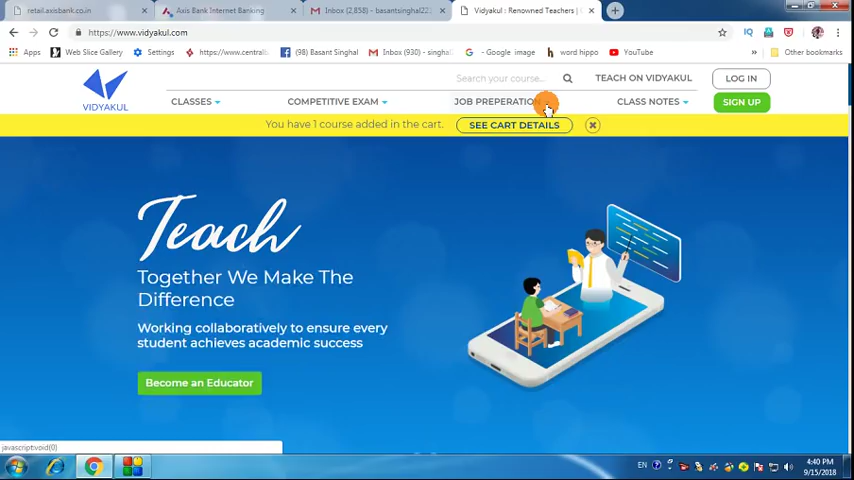 retail.axisbank.co.in
Axis Bank Internet Banking
Inbox (2,858) - basantsinghal22
Vidyakul : Renowned Teachers |
https://www.vidyakul.com
Apps
Web Slice Gallery
Settings
https://www.centralb
(98) Basant Singhal
Inbox (930) - singhal
- Google image
word hippo
YouTube
Other bookmarks
VIDYAKUL
Search your course...
TEACH ON VIDYAKUL
LOG IN
CLASSES
COMPETITIVE EXAM
JOB PREPERATION
CLASS NOTES
SIGN UP
You have 1 course added in the cart.
SEE CART DETAILS
Teach
Together We Make The
Difference
Working collaboratively to ensure every
student achieves academic success
Become an Educator
javascript:void(0)
EN
4:40 PM
9/15/2018